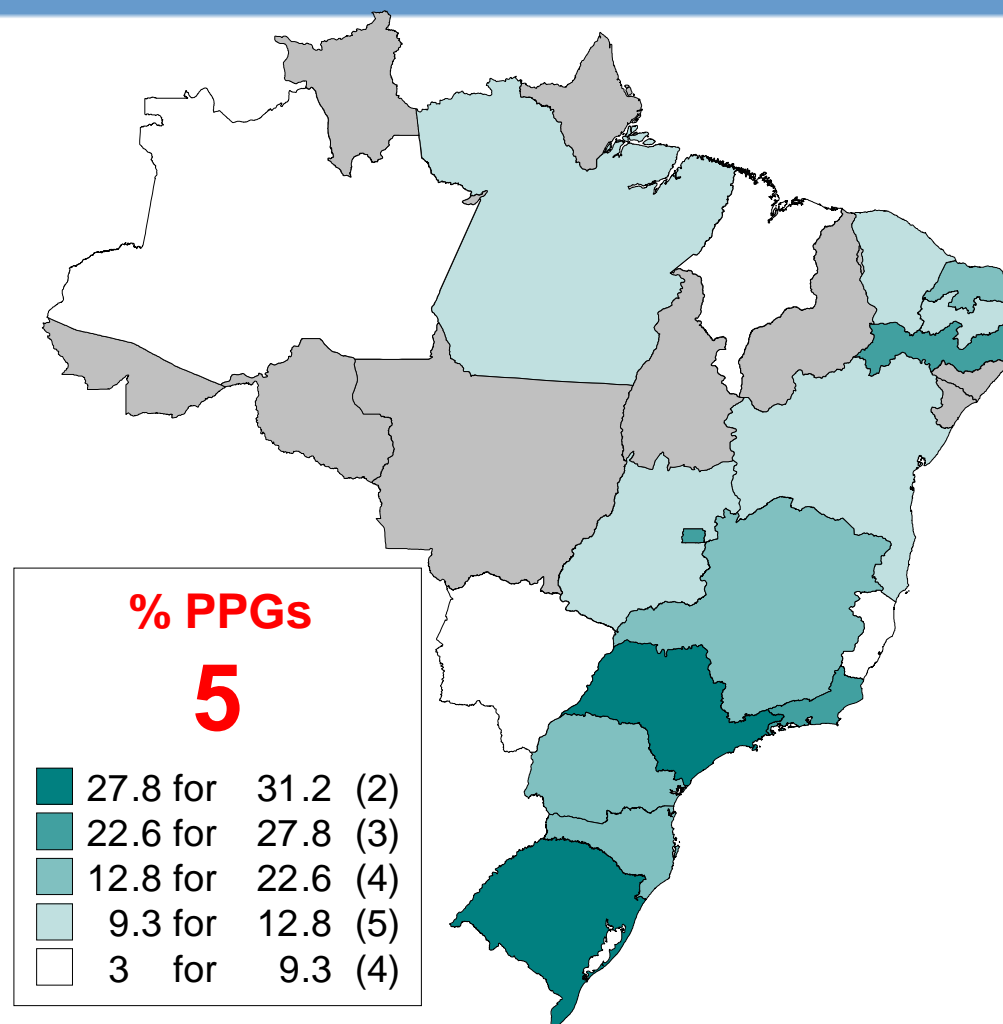 % PPGs
5
27.8 for 31.2 (2)
22.6 for 27.8 (3)
12.8 for 22.6 (4)
9.3 for 12.8 (5)
3 for 9.3 (4)